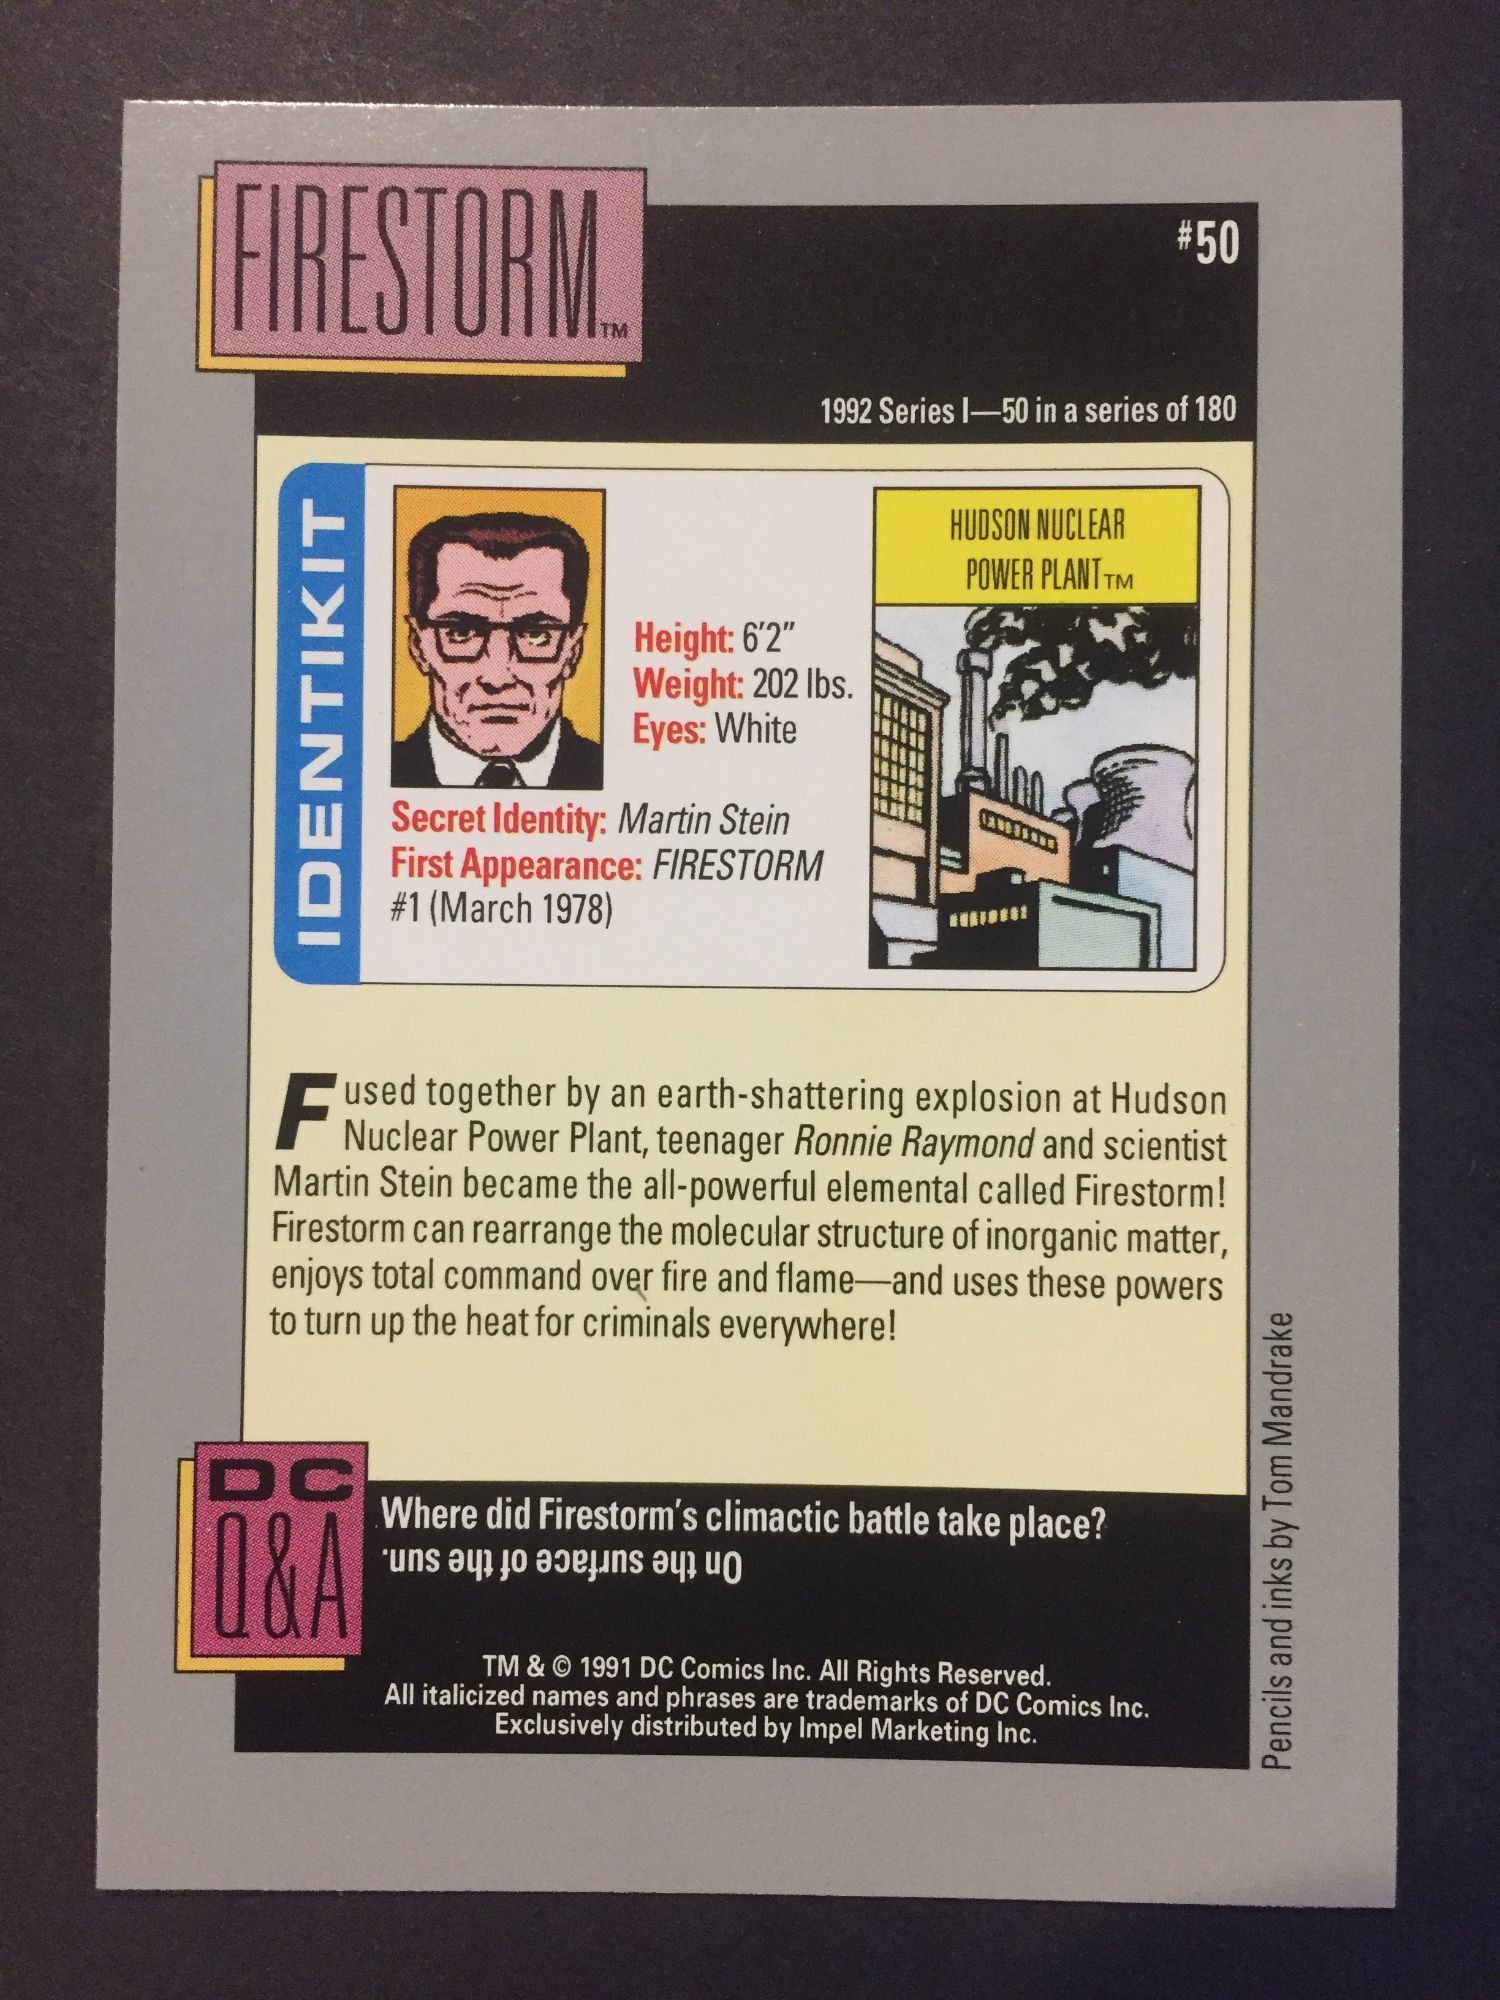 FIRESTORM™
#50
1992 Series I—50 in a series of 180
IDENTIKIT
HUDSON NUCLEAR
POWER PLANT™
Height: 6'2"
Weight: 202 lbs.
Eyes: White
Secret Identity: Martin Stein
First Appearance: FIRESTORM
#1 (March 1978)
Fused together by an earth-shattering explosion at Hudson
Nuclear Power Plant, teenager Ronnie Raymond and scientist
Martin Stein became the all-powerful elemental called Firestorm!
Firestorm can rearrange the molecular structure of inorganic matter,
enjoys total command over fire and flame—and uses these powers
to turn up the heat for criminals everywhere!
DC
Q&A
Where did Firestorm's climactic battle take place?
On the surface of the sun.
TM & © 1991 DC Comics Inc. All Rights Reserved.
All italicized names and phrases are trademarks of DC Comics Inc.
Exclusively distributed by Impel Marketing Inc.
Pencils and inks by Tom Mandrake